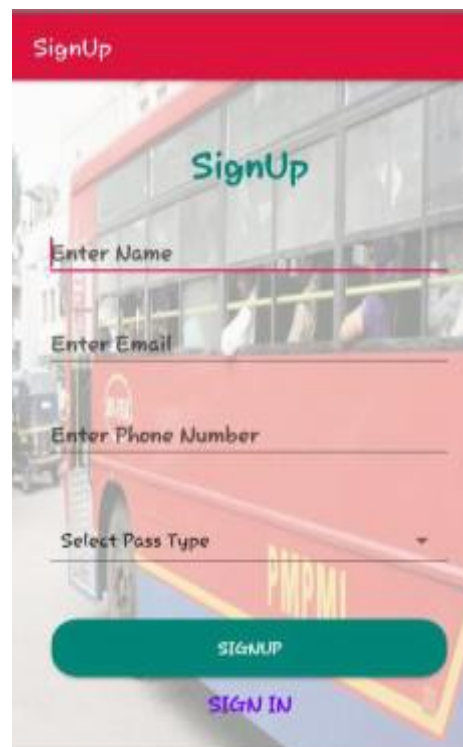 SignUp
SignUp
Enter Name
Enter Email
Enter Phone Number
Select Pass Type
PMPML
SIGNUP
SIGN IN